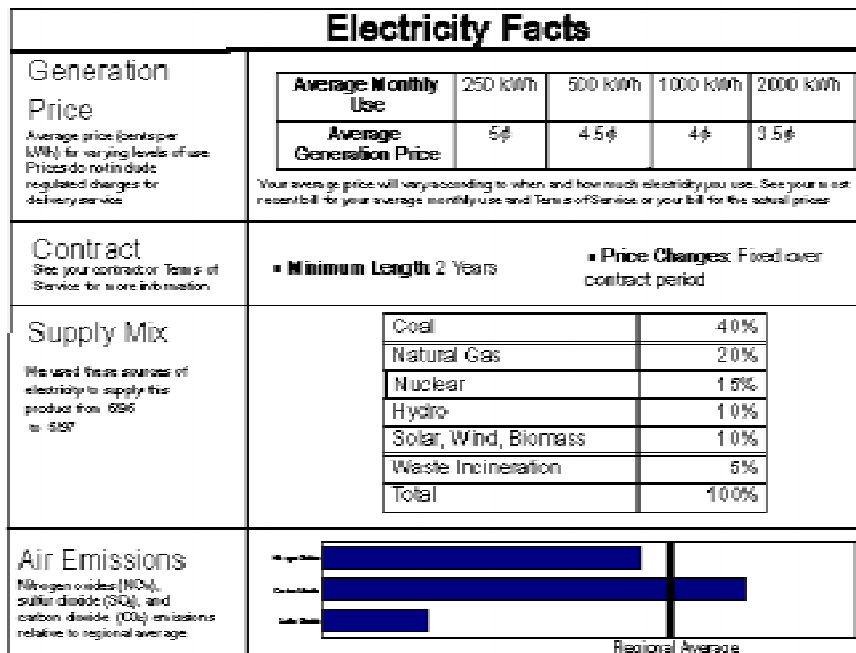 Electricity Facts
Generation
Price
Average price (cents per
kWh) for varying levels of use.
Prices do not include
regulated charges for
delivery service
Average Monthly Use 250 kWh 500 kWh 1000 kWh 2000 kWh
Average Generation Price 5¢ 4.5¢ 4¢ 3.5¢
Your average price will vary according to when and how much electricity you use. See your most
recent bill for your average monthly use and Terms of Service or your bill for the actual prices
Contract
See your contract or Terms of
Service for more information
▪ Minimum Length: 2 Years
▪ Price Changes: Fixed over
contract period
Supply Mix
We used these sources of
electricity to supply this
product from 6/96
to 5/97
Coal 40%
Natural Gas 20%
Nuclear 15%
Hydro 10%
Solar, Wind, Biomass 10%
Waste Incineration 5%
Total 100%
Air Emissions
Nitrogen oxides (NOx),
sulfur dioxide (SO2), and
carbon dioxide (CO2) emissions
relative to regional average
Regional Average